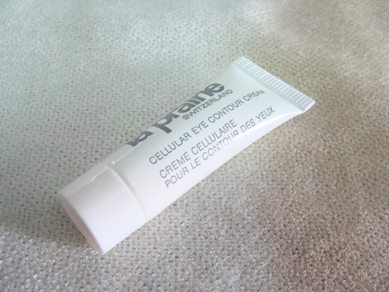 la prairie
SWITZERLAND
CELLULAR EYE CONTOUR CREAM
CREME CELLULAIRE
POUR LE CONTOUR DES YEUX